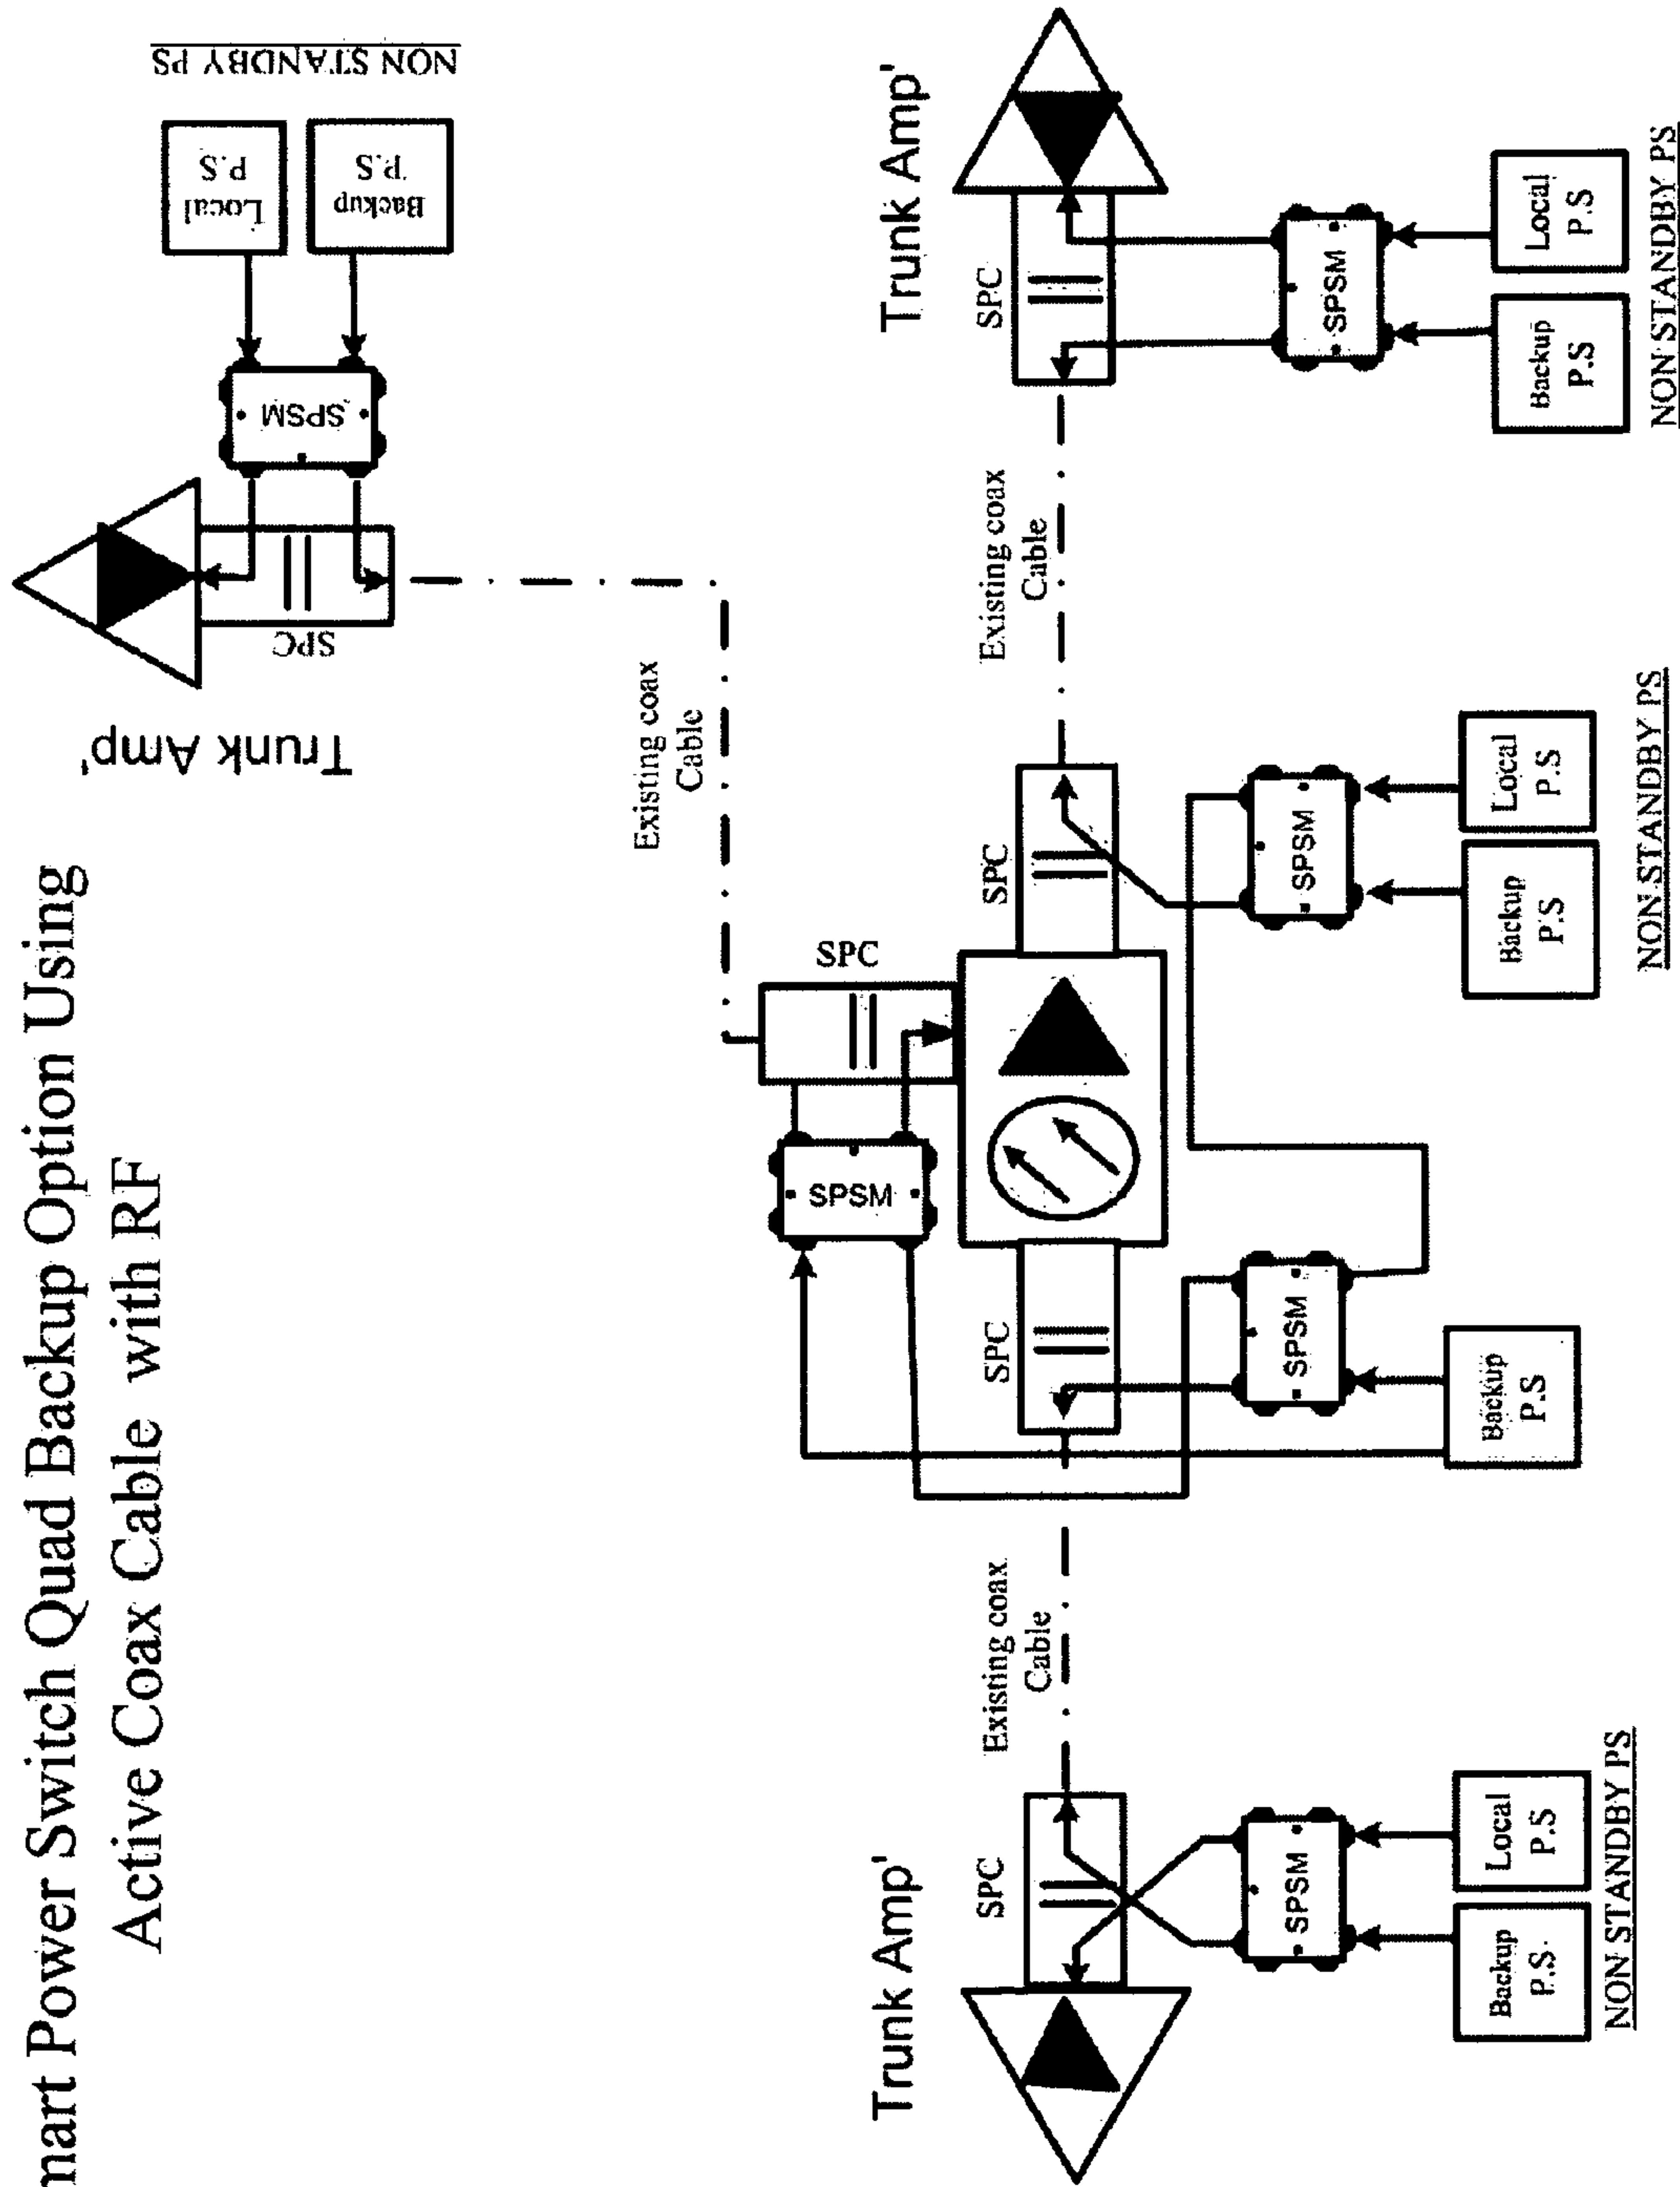 mart Power Switch Quad Backup Option Using
Active Coax Cable with RF
Trunk Amp'
SPC
SPSM
Local
P.S
Backup
P.S
NON STANDBY PS
Existing coax
Cable
SPC
SPSM
Existing coax
Cable
SPC
SPSM
Backup
P.S
SPC
SPSM
Local
P.S
Backup
P.S
NON STANDBY PS
Existing coax
Cable
Trunk Amp'
SPC
SPSM
Local
P.S
Backup
P.S
NON STANDBY PS
Trunk Amp'
SPC
SPSM
Local
P.S
Backup
P.S.
NON STANDBY PS